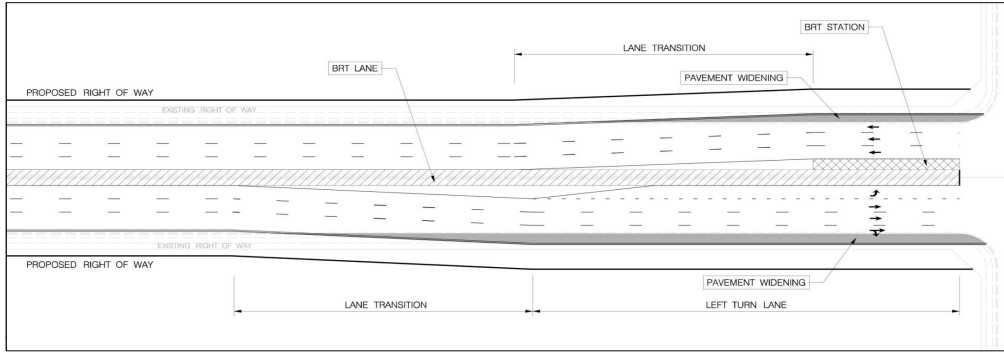 BRT STATION
LANE TRANSITION
BRT LANE
PAVEMENT WIDENING
PROPOSED RIGHT OF WAY
EXISTING RIGHT OF WAY
EXISTING RIGHT OF WAY
PROPOSED RIGHT OF WAY
PAVEMENT WIDENING
LANE TRANSITION
LEFT TURN LANE